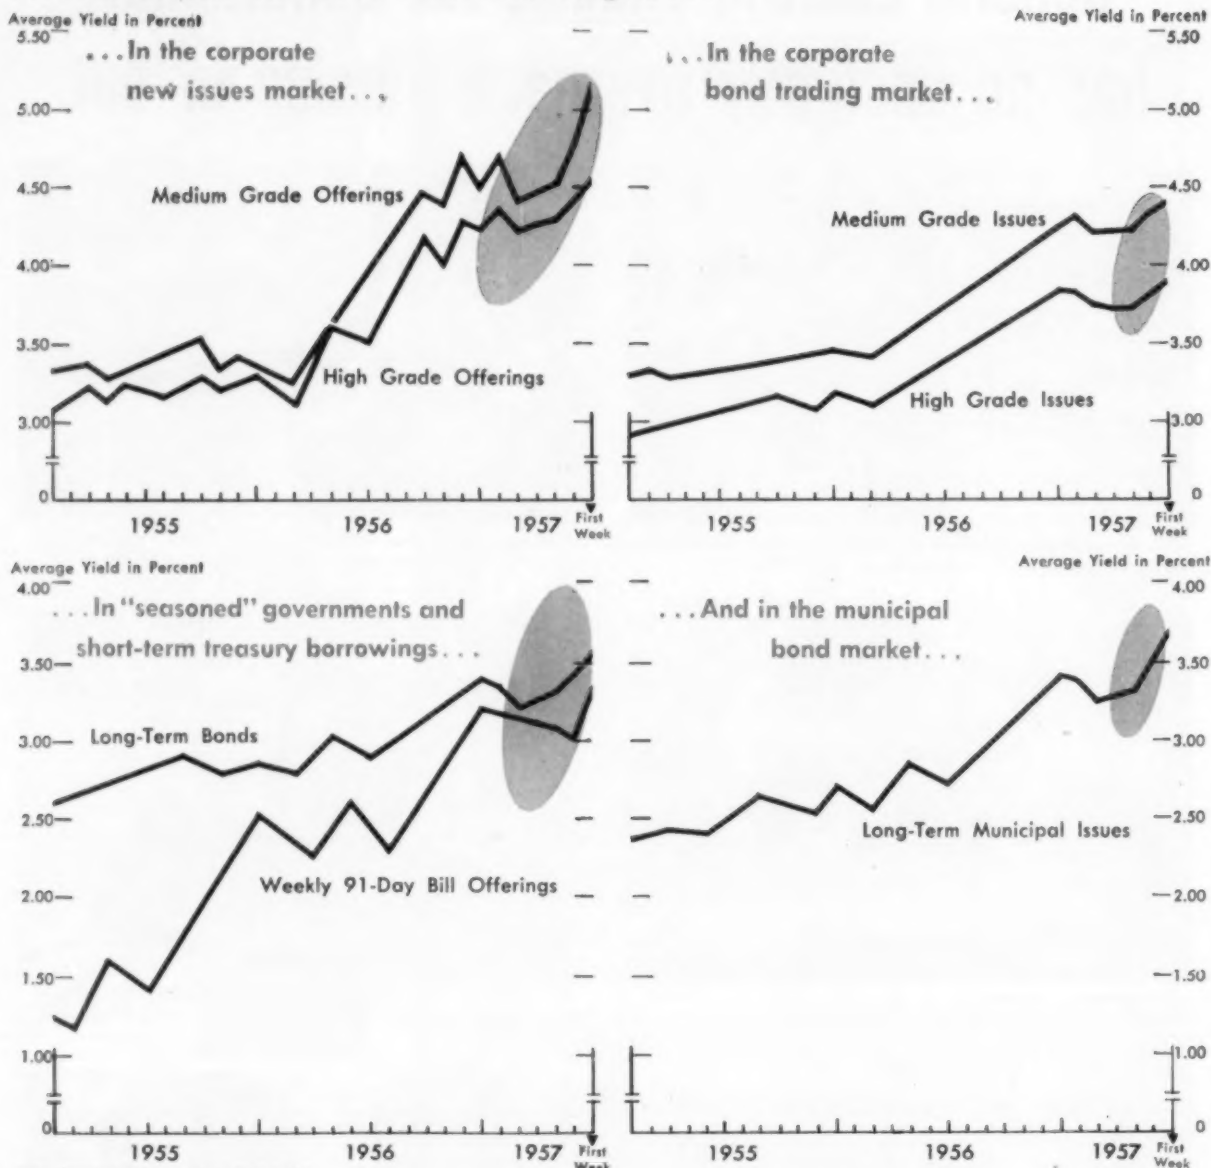 Average Yield in Percent
5.50
...In the corporate
new issues market...
5.00
4.50
Medium Grade Offerings
4.00
3.50
High Grade Offerings
3.00
0
1955 1956 1957 First Week
Average Yield in Percent
5.50
...In the corporate
bond trading market...
5.00
4.50
Medium Grade Issues
4.00
3.50
High Grade Issues
3.00
0
1955 1956 1957 First Week
Average Yield in Percent
4.00
...In "seasoned" governments and
short-term treasury borrowings...
3.50
Long-Term Bonds
3.00
2.50
Weekly 91-Day Bill Offerings
2.00
1.50
1.00
0
1955 1956 1957 First Week
Average Yield in Percent
4.00
...And in the municipal
bond market...
3.50
3.00
2.50
Long-Term Municipal Issues
2.00
1.50
1.00
0
1955 1956 1957 First Week